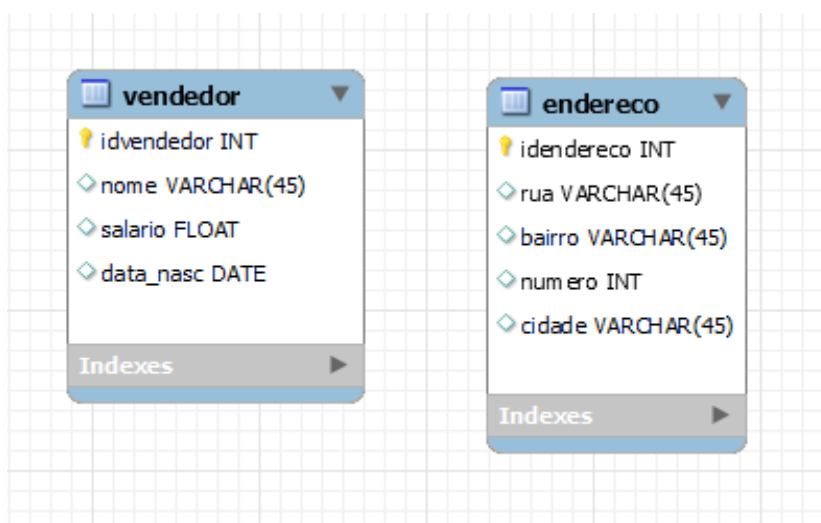 vendedor
idvendedor INT
nome VARCHAR(45)
salario FLOAT
data_nasc DATE
Indexes
endereco
idendereco INT
rua VARCHAR(45)
bairro VARCHAR(45)
numero INT
cidade VARCHAR(45)
Indexes